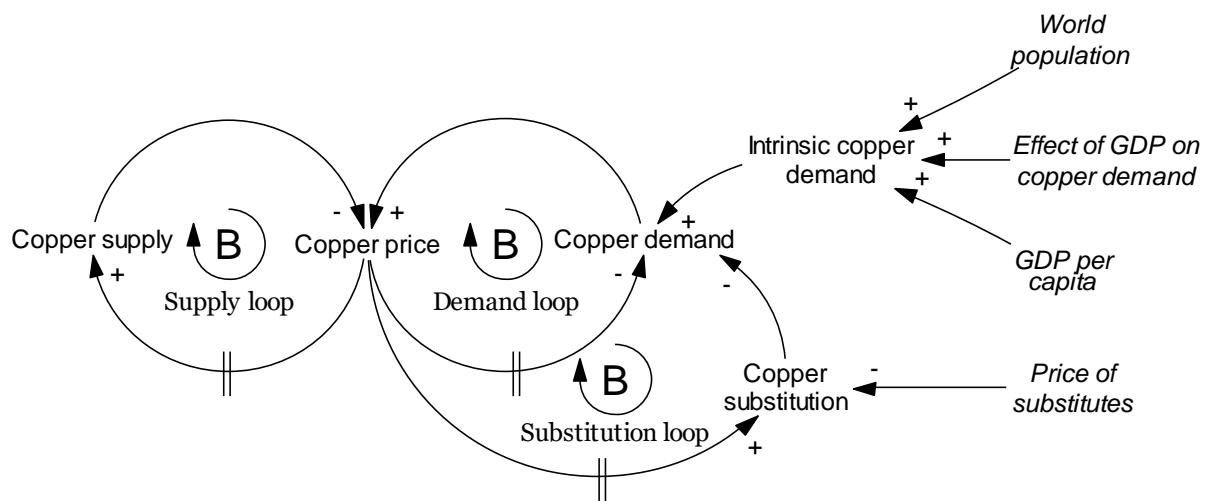 World
population
+
Intrinsic copper
demand
+
Effect of GDP on
copper demand
+
GDP per
capita
Copper supply
+
B
Supply loop
-
Copper price
+
B
Demand loop
Copper demand
+
-
-
B
Substitution loop
Copper
substitution
+
-
Price of
substitutes